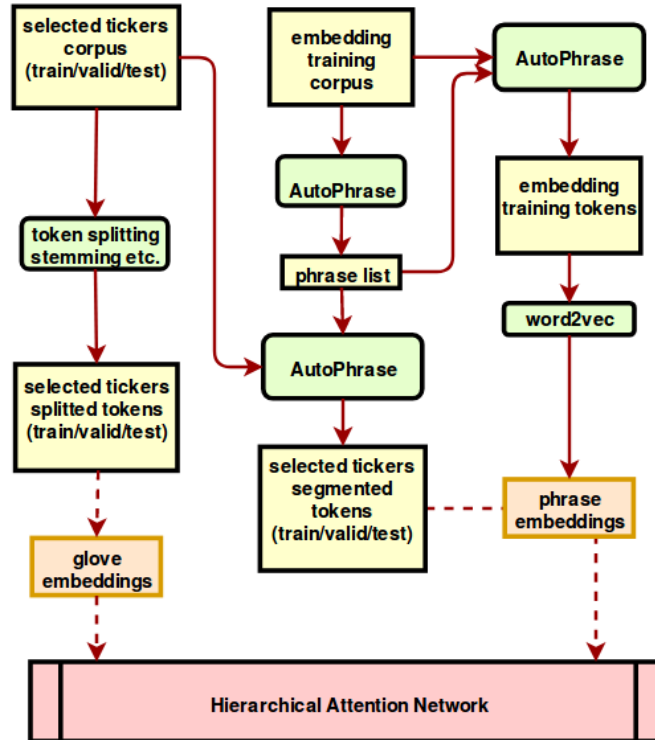 selected tickers
corpus
(train/valid/test)
embedding
training
corpus
AutoPhrase
AutoPhrase
embedding
training tokens
token splitting
stemming etc.
phrase list
word2vec
AutoPhrase
selected tickers
splitted tokens
(train/valid/test)
selected tickers
segmented
tokens
(train/valid/test)
phrase
embeddings
glove
embeddings
Hierarchical Attention Network